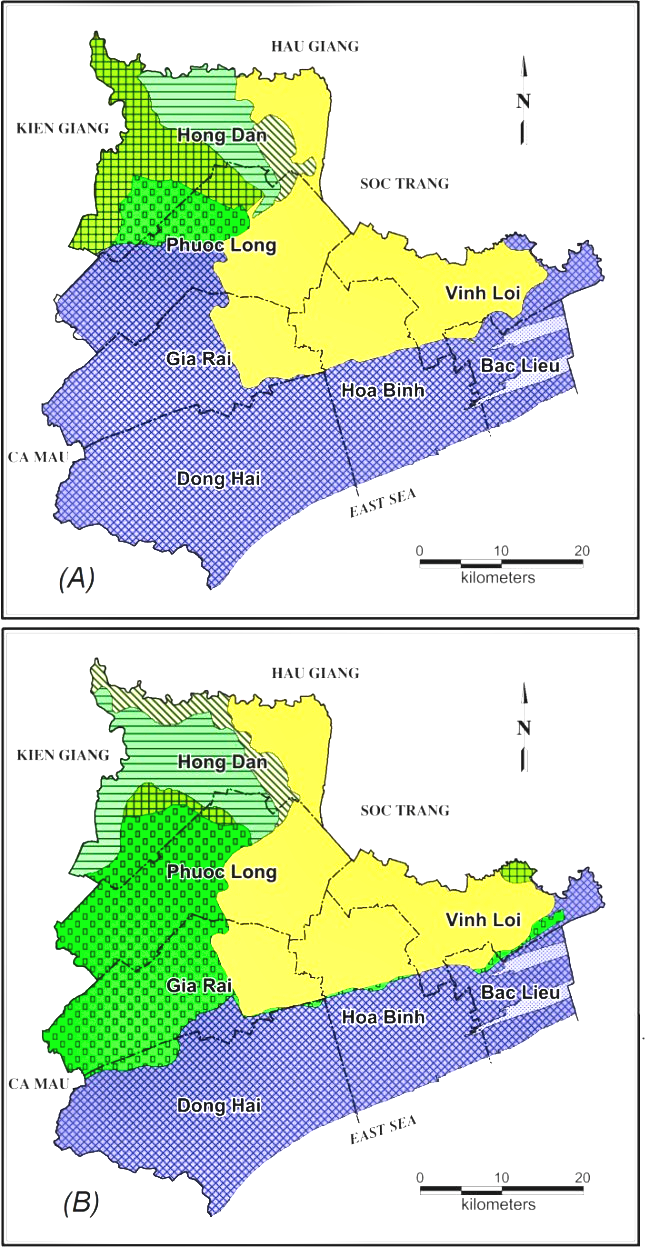 HAU GIANG
N
KIEN GIANG
Hong Dan
SOC TRANG
Phuoc Long
Vinh Loi
Gia Rai
Bac Lieu
Hoa Binh
CA MAU
Dong Hai
EAST SEA
0 10 20
kilometers
(A)
HAU GIANG
N
KIEN GIANG
Hong Dan
SOC TRANG
Phuoc Long
Vinh Loi
Gia Rai
Bac Lieu
Hoa Binh
CA MAU
Dong Hai
EAST SEA
0 10 20
kilometers
(B)